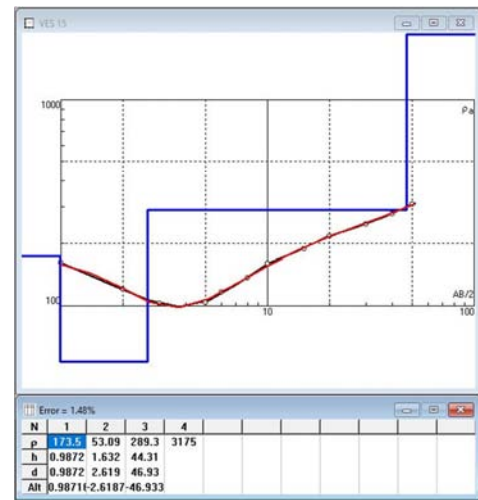 VES 15
1000
ρa
100
10
AB/2
100
Error = 1.48%
N 1 2 3 4
ρ 173.5 53.09 289.3 3175
h 0.9872 1.632 44.31
d 0.9872 2.619 46.93
Alt 0.9871 -2.6187 -46.933